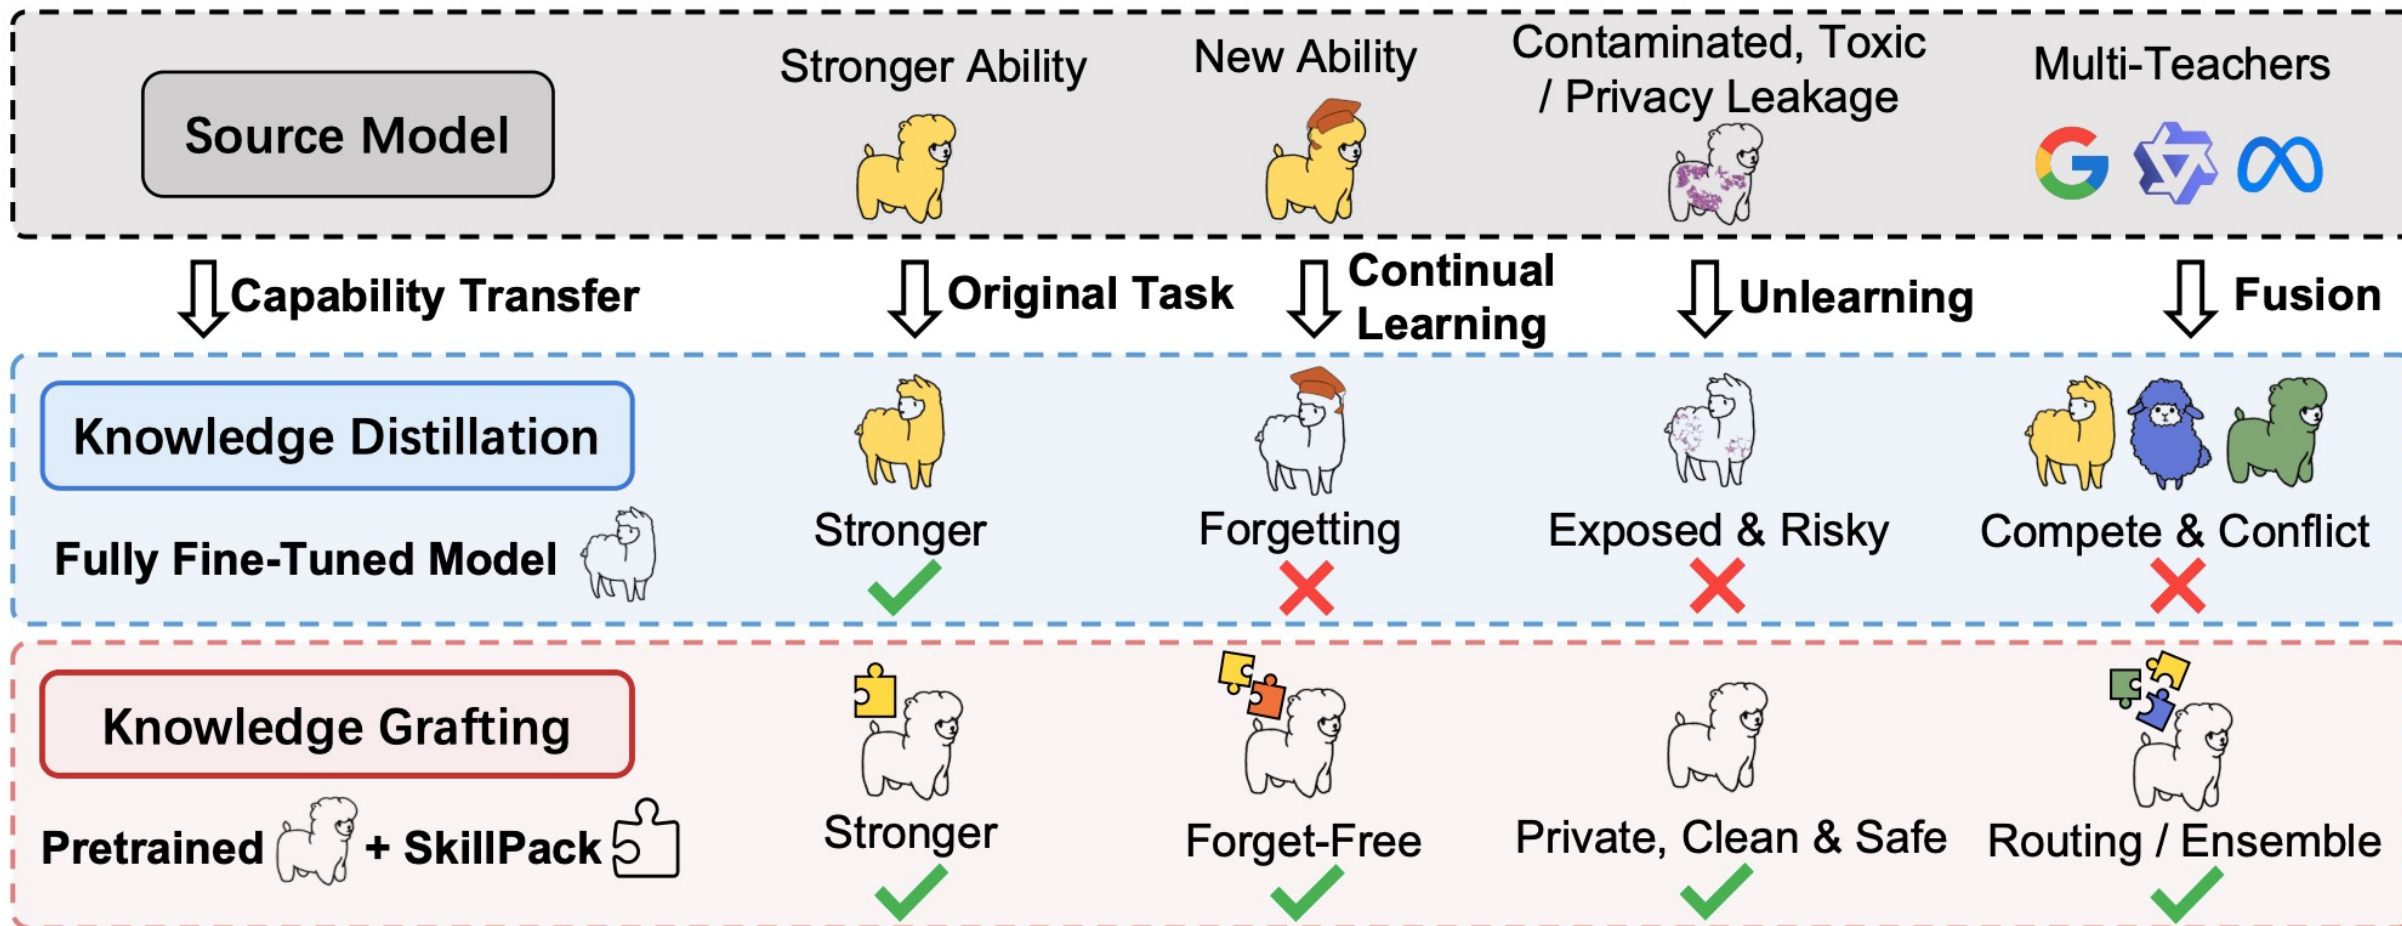 Source Model
Stronger Ability
New Ability
Contaminated, Toxic
/ Privacy Leakage
Multi-Teachers
Capability Transfer
Original Task
Continual
Learning
Unlearning
Fusion
Knowledge Distillation
Fully Fine-Tuned Model
Stronger
Forgetting
Exposed & Risky
Compete & Conflict
Knowledge Grafting
Pretrained + SkillPack
Stronger
Forget-Free
Private, Clean & Safe
Routing / Ensemble